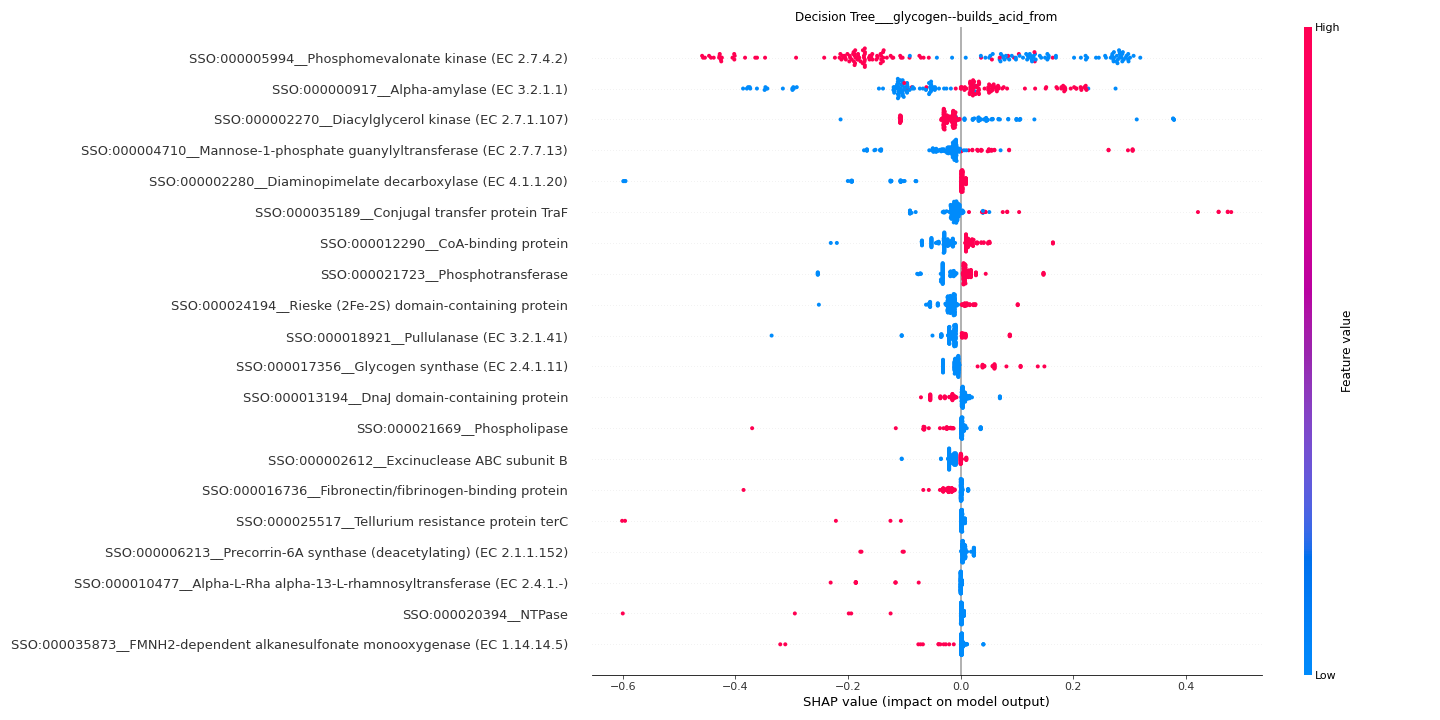 Decision Tree___glycogen--builds_acid_from
High
SSO:000005994__Phosphomevalonate kinase (EC 2.7.4.2)
SSO:000000917__Alpha-amylase (EC 3.2.1.1)
SSO:000002270__Diacylglycerol kinase (EC 2.7.1.107)
SSO:000004710__Mannose-1-phosphate guanylyltransferase (EC 2.7.7.13)
SSO:000002280__Diaminopimelate decarboxylase (EC 4.1.1.20)
SSO:000035189__Conjugal transfer protein TraF
SSO:000012290__CoA-binding protein
SSO:000021723__Phosphotransferase
SSO:000024194__Rieske (2Fe-2S) domain-containing protein
SSO:000018921__Pullulanase (EC 3.2.1.41)
SSO:000017356__Glycogen synthase (EC 2.4.1.11)
SSO:000013194__DnaJ domain-containing protein
SSO:000021669__Phospholipase
SSO:000002612__Excinuclease ABC subunit B
SSO:000016736__Fibronectin/fibrinogen-binding protein
SSO:000025517__Tellurium resistance protein terC
SSO:000006213__Precorrin-6A synthase (deacetylating) (EC 2.1.1.152)
SSO:000010477__Alpha-L-Rha alpha-13-L-rhamnosyltransferase (EC 2.4.1.-)
SSO:000020394__NTPase
SSO:000035873__FMNH2-dependent alkanesulfonate monooxygenase (EC 1.14.14.5)
Feature value
Low
−0.6 −0.4 −0.2 0.0 0.2 0.4
SHAP value (impact on model output)